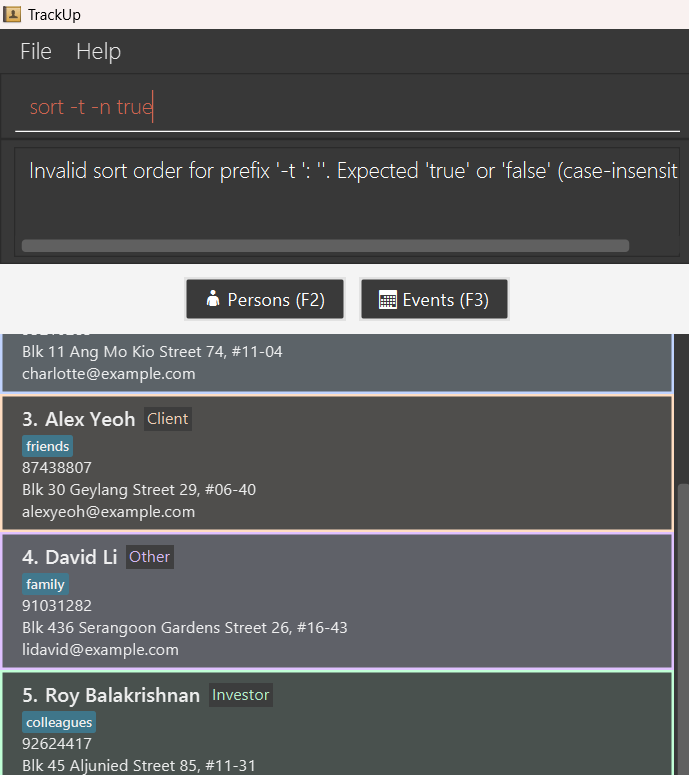 TrackUp
File Help
sort -t -n true
Invalid sort order for prefix '-t ': ''. Expected 'true' or 'false' (case-insensit
Persons (F2) Events (F3)
Blk 11 Ang Mo Kio Street 74, #11-04
charlotte@example.com
3. Alex Yeoh Client
friends
87438807
Blk 30 Geylang Street 29, #06-40
alexyeoh@example.com
4. David Li Other
family
91031282
Blk 436 Serangoon Gardens Street 26, #16-43
lidavid@example.com
5. Roy Balakrishnan Investor
colleagues
92624417
Blk 45 Aljunied Street 85, #11-31